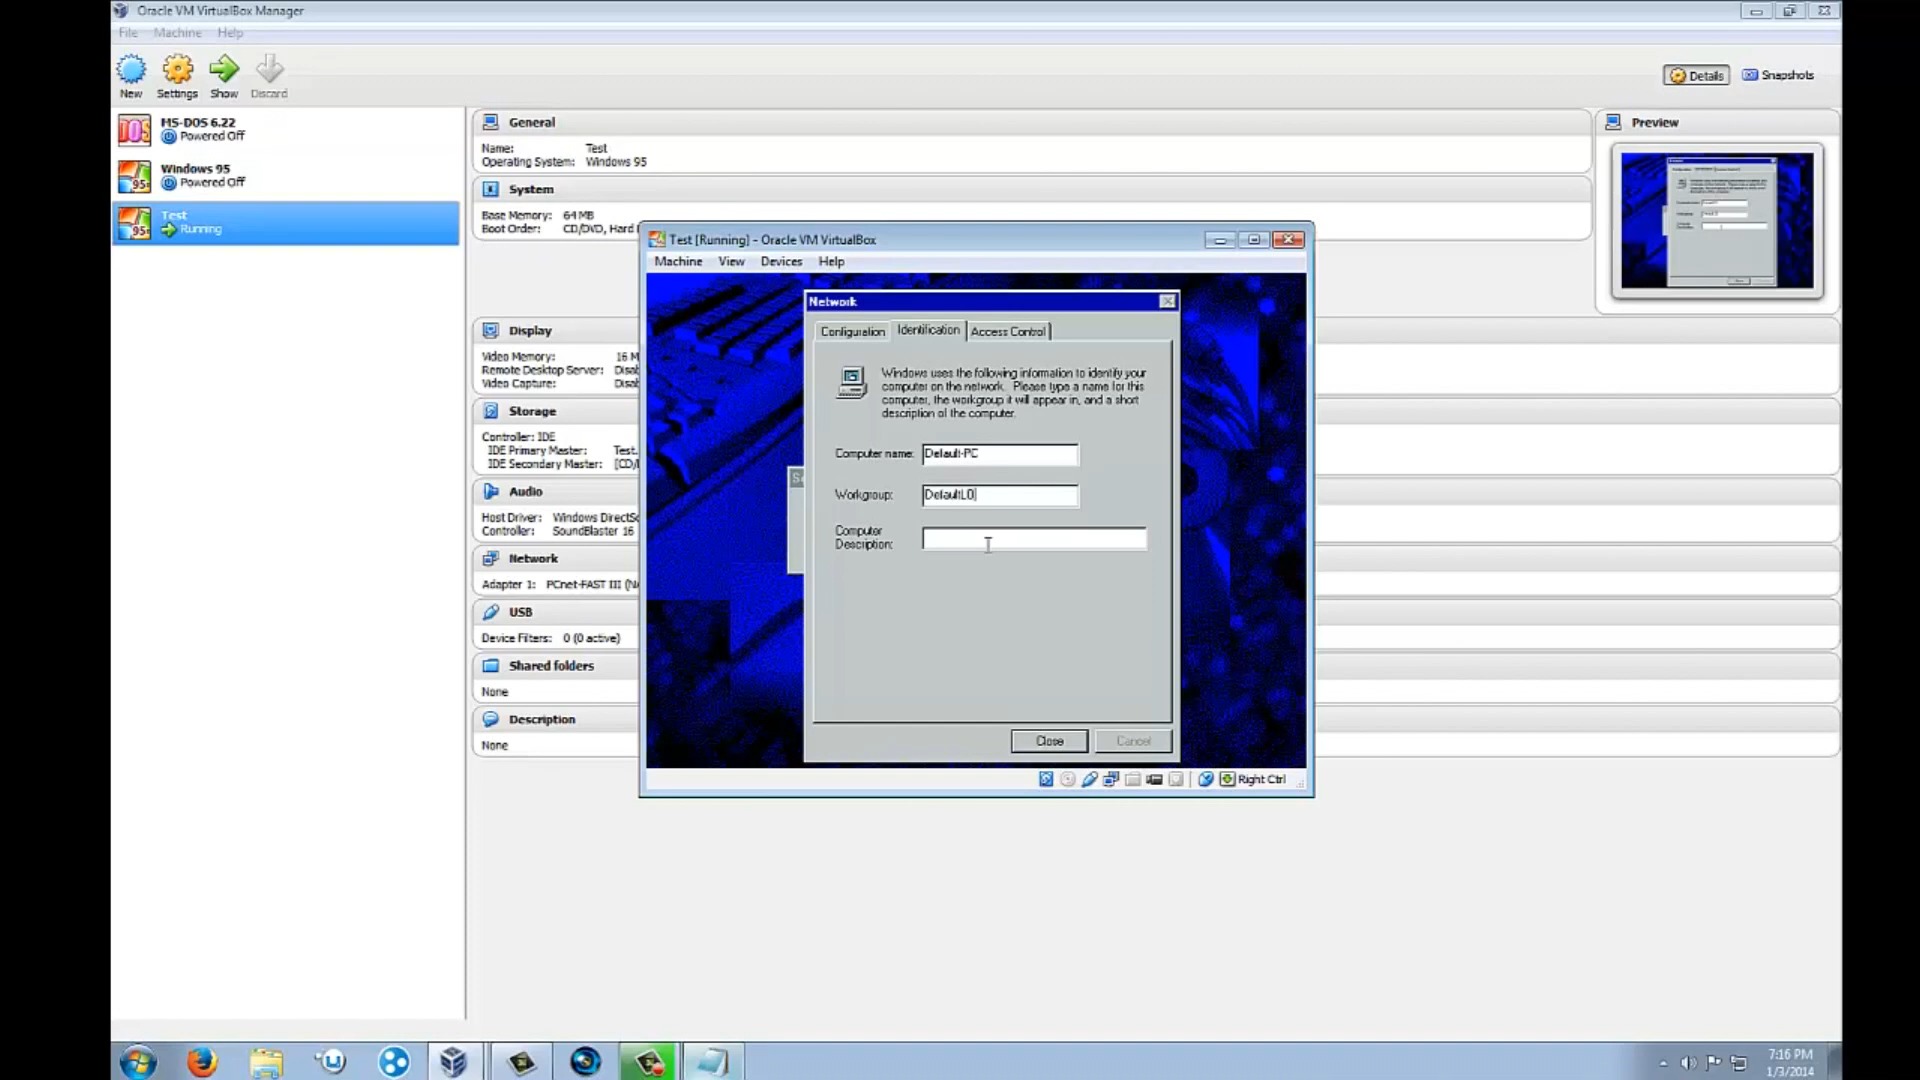 Oracle VM VirtualBox Manager
File Machine Help
New Settings Show Discard
Details Snapshots
MS-DOS 6.22
Powered Off
Windows 95
Powered Off
Test
Running
General
Name: Test
Operating System: Windows 95
System
Base Memory: 64 MB
Boot Order: CD/DVD, Hard
Preview
Display
Video Memory: 16 M
Remote Desktop Server: Disab
Video Capture: Disab
Storage
Controller: IDE
IDE Primary Master: Test.
IDE Secondary Master: [CD/
Audio
Host Driver: Windows DirectSo
Controller: SoundBlaster 16
Network
Adapter 1: PCnet-FAST III
USB
Device Filters: 0 (0 active)
Shared folders
None
Description
None
Test [Running] - Oracle VM VirtualBox
Machine View Devices Help
Network
Configuration Identification Access Control
Windows uses the following information to identify your
computer on the network. Please type a name for this
computer, the workgroup it will appear in, and a short
description of the computer.
Computer name: Default-PC
Workgroup: DefaultLO
Computer
Description:
Close Cancel
Right Ctrl
7:16 PM
1/3/2014